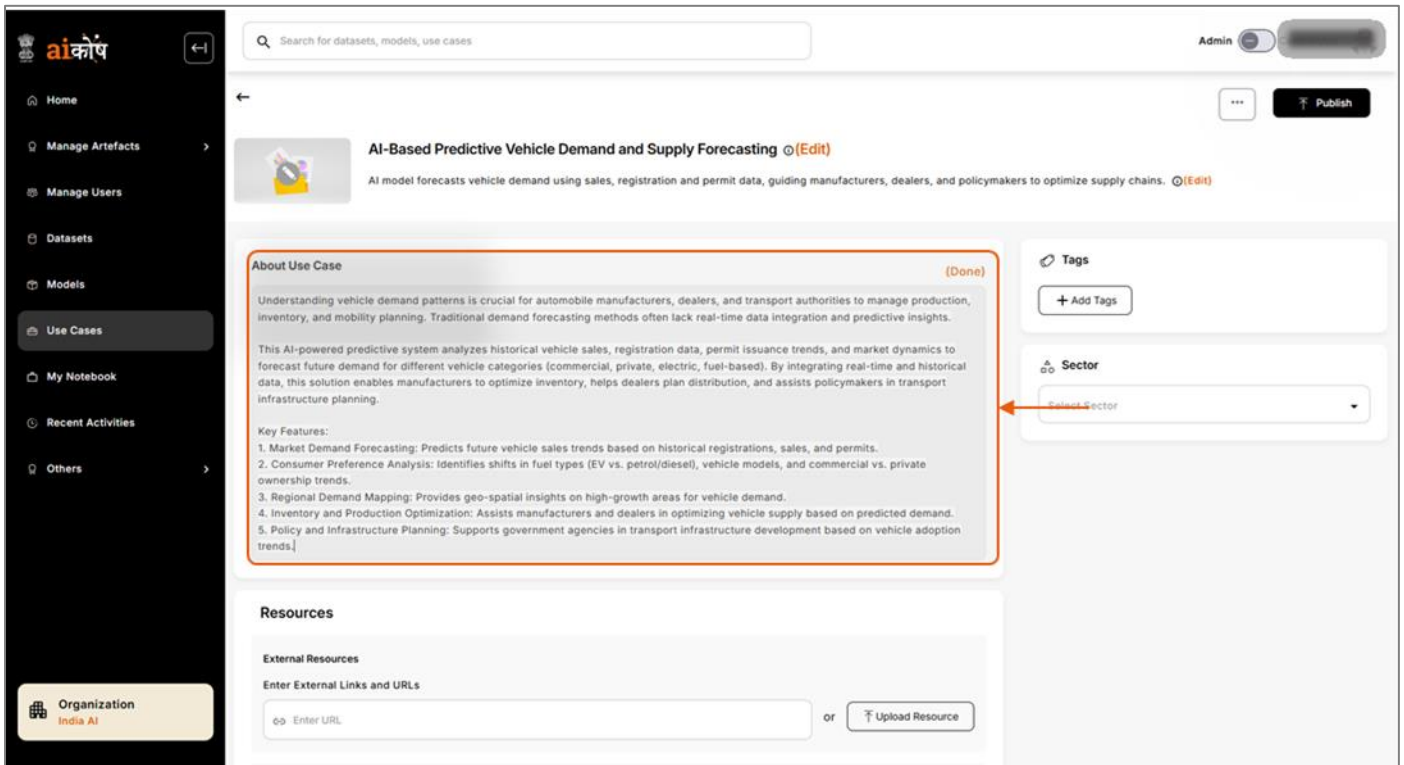 aiकोष
Home
Manage Artefacts
Manage Users
Datasets
Models
Use Cases
My Notebook
Recent Activities
Others
Organization
India AI
Search for datasets, models, use cases
Admin
Publish
AI-Based Predictive Vehicle Demand and Supply Forecasting (Edit)
AI model forecasts vehicle demand using sales, registration and permit data, guiding manufacturers, dealers, and policymakers to optimize supply chains. (Edit)
About Use Case
(Done)
Understanding vehicle demand patterns is crucial for automobile manufacturers, dealers, and transport authorities to manage production,
inventory, and mobility planning. Traditional demand forecasting methods often lack real-time data integration and predictive insights.
This AI-powered predictive system analyzes historical vehicle sales, registration data, permit issuance trends, and market dynamics to
forecast future demand for different vehicle categories (commercial, private, electric, fuel-based). By integrating real-time and historical
data, this solution enables manufacturers to optimize inventory, helps dealers plan distribution, and assists policymakers in transport
infrastructure planning.
Key Features:
1. Market Demand Forecasting: Predicts future vehicle sales trends based on historical registrations, sales, and permits.
2. Consumer Preference Analysis: Identifies shifts in fuel types (EV vs. petrol/diesel), vehicle models, and commercial vs. private
ownership trends.
3. Regional Demand Mapping: Provides geo-spatial insights on high-growth areas for vehicle demand.
4. Inventory and Production Optimization: Assists manufacturers and dealers in optimizing vehicle supply based on predicted demand.
5. Policy and Infrastructure Planning: Supports government agencies in transport infrastructure development based on vehicle adoption
trends.
Tags
+ Add Tags
Sector
Select Sector
Resources
External Resources
Enter External Links and URLs
Enter URL
or
Upload Resource